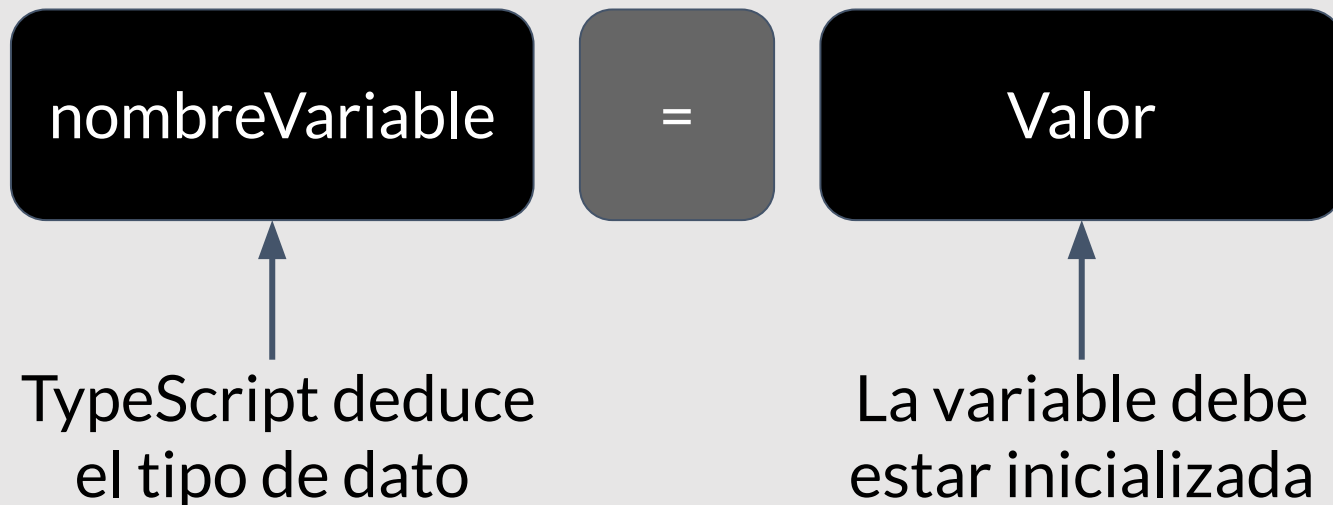 nombreVariable
=
Valor
TypeScript deduce
el tipo de dato
La variable debe
estar inicializada